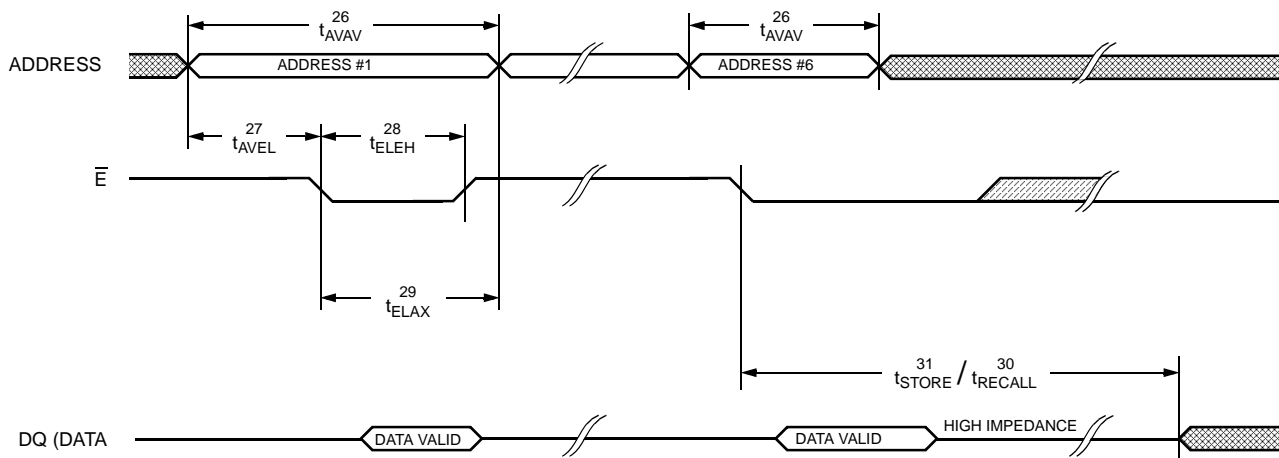 26
tAVAV
26
tAVAV
ADDRESS
ADDRESS #1
ADDRESS #6
27
tAVEL
28
tELEH
E
29
tELAX
31
tSTORE / 30
tRECALL
HIGH IMPEDANCE
DQ (DATA
DATA VALID
DATA VALID